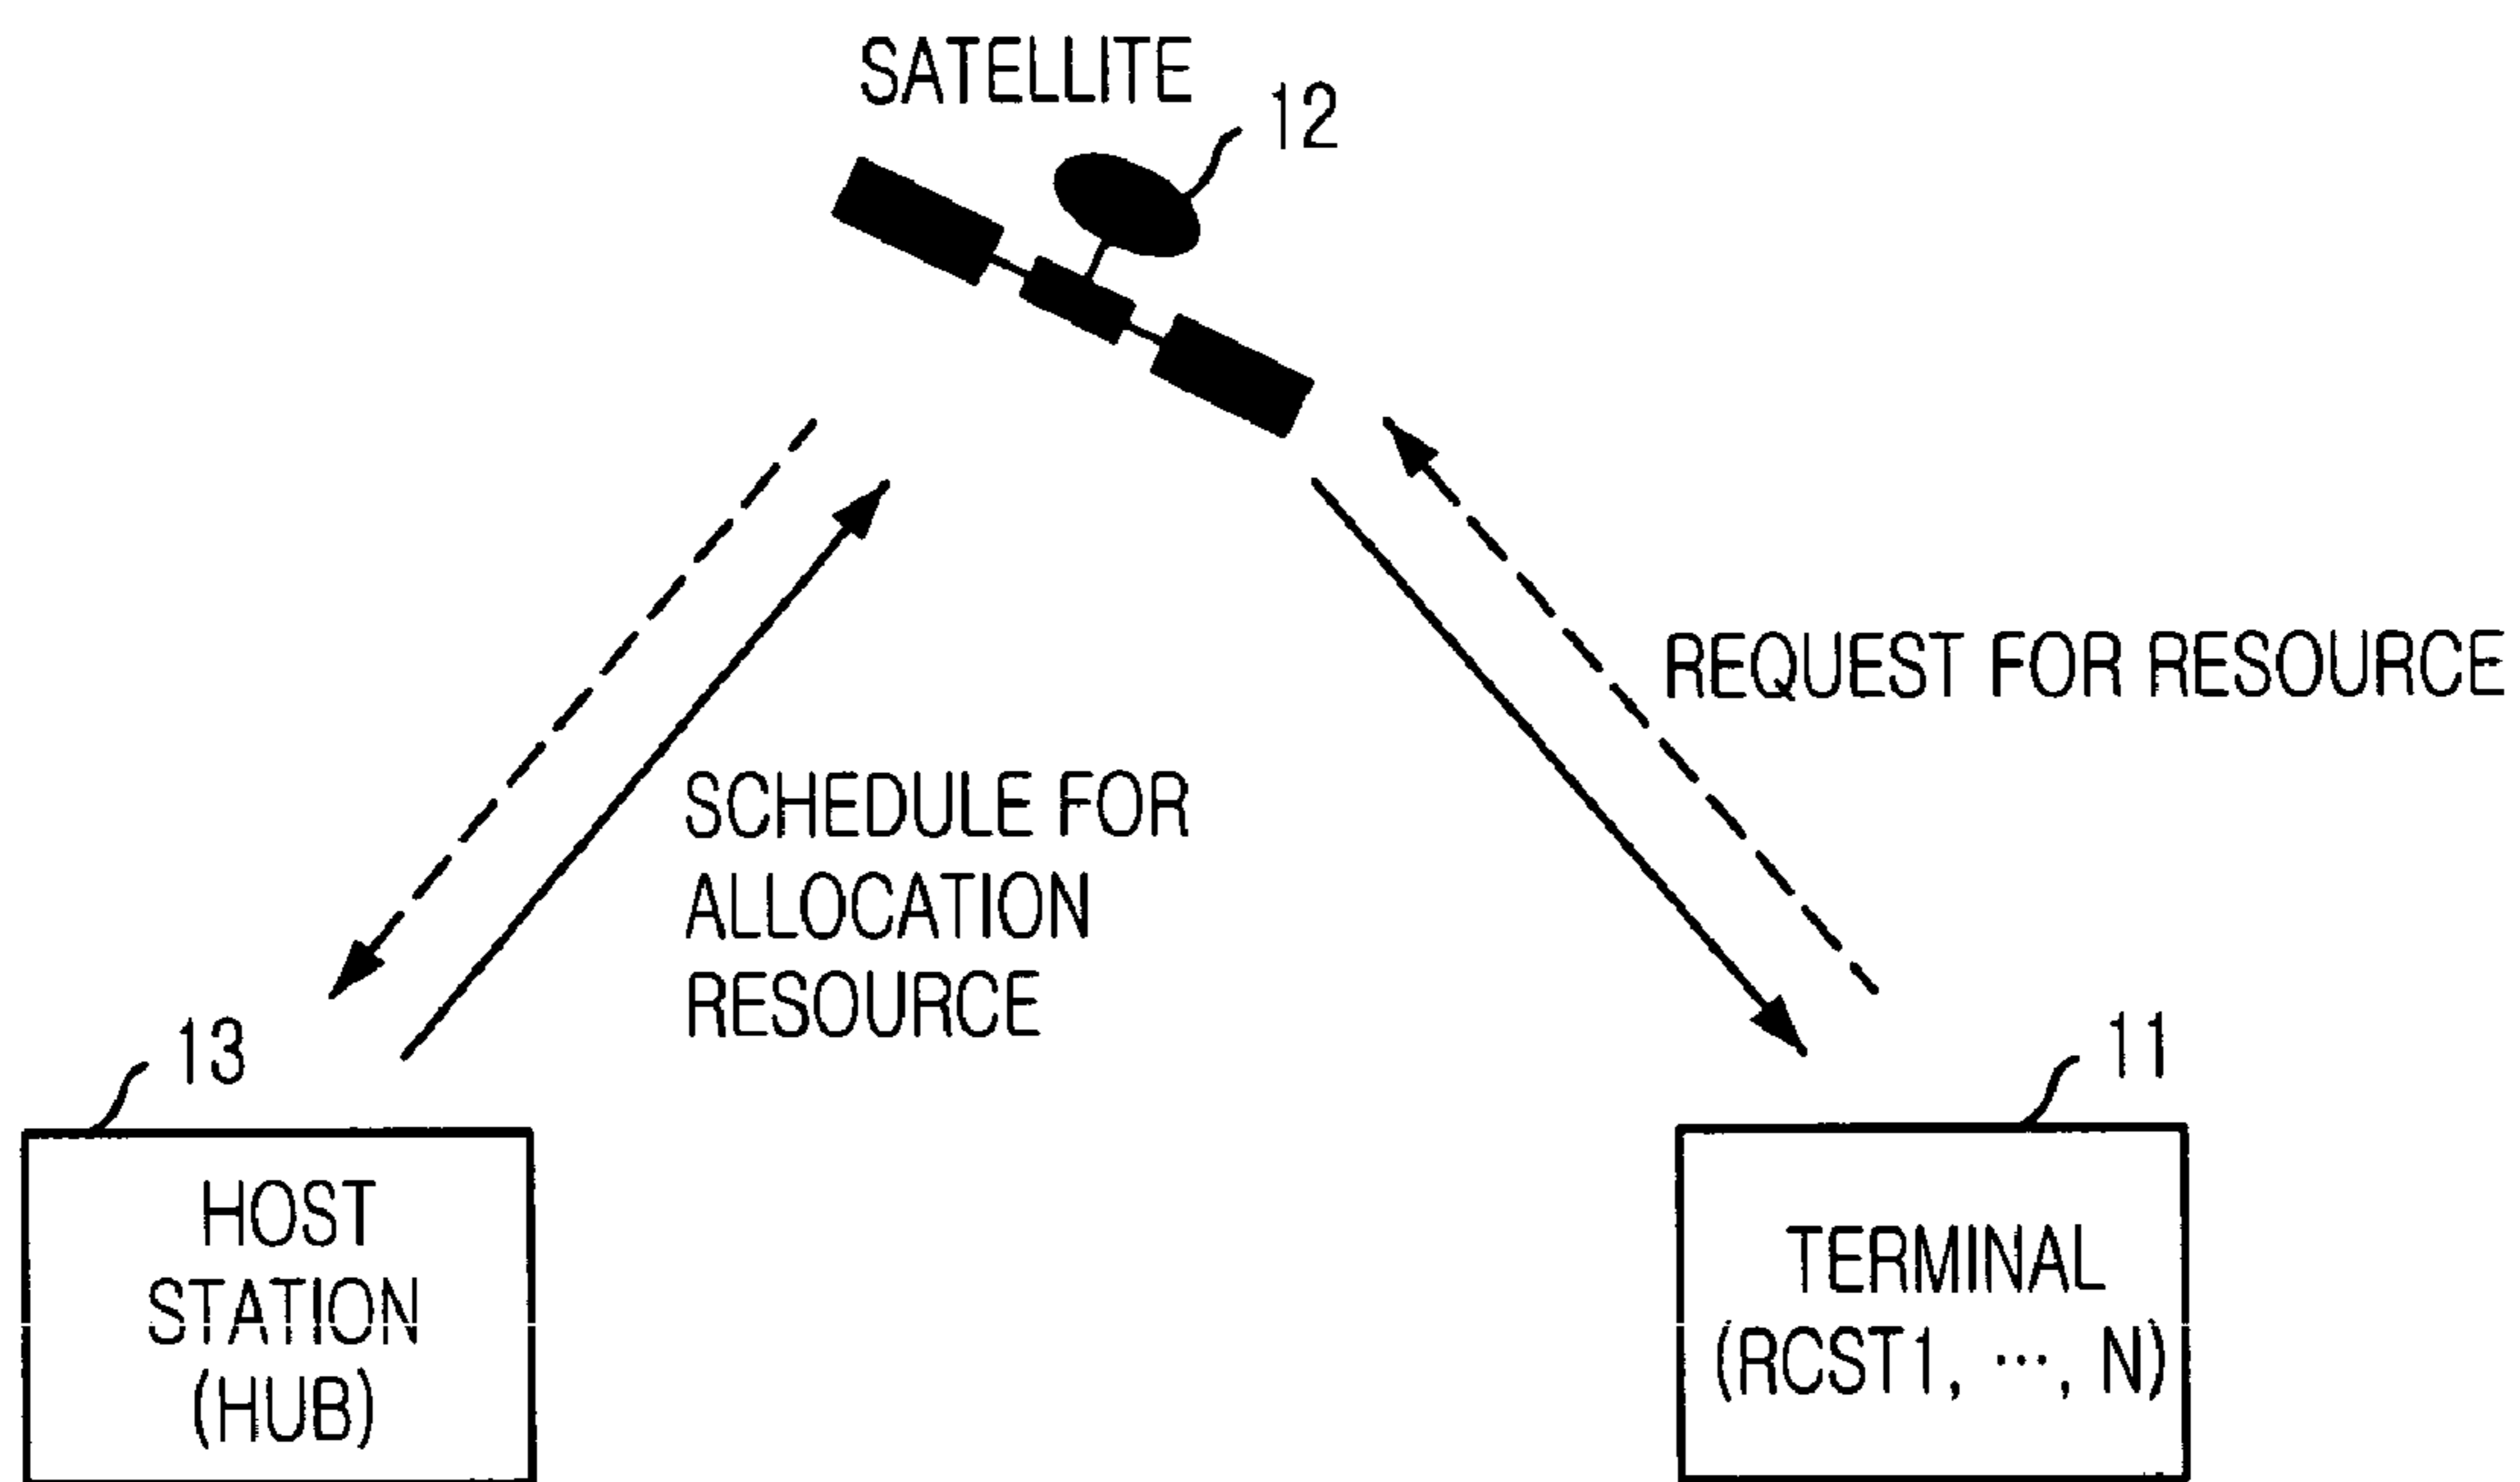 SATELLITE
12
REQUEST FOR RESOURCE
SCHEDULE FOR
ALLOCATION
RESOURCE
13
11
HOST
STATION
(HUB)
TERMINAL
(RCST1, ···, N)